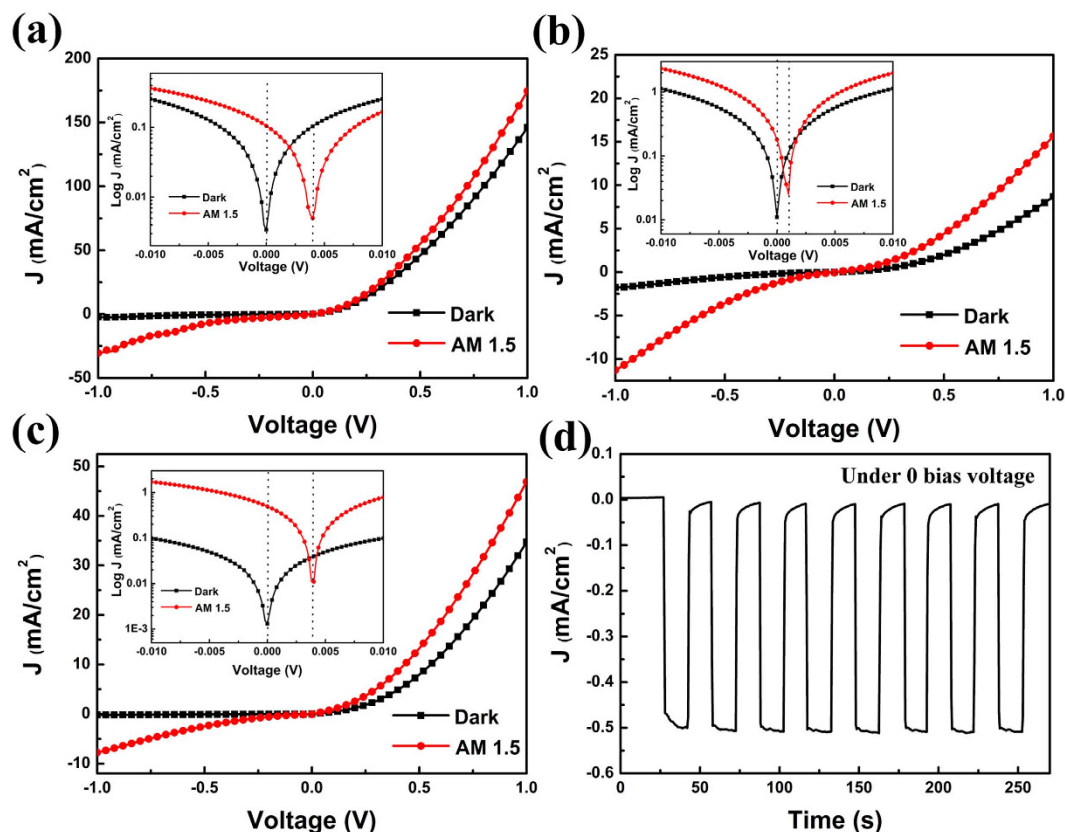 (a)
J (mA/cm²)
175
150
125
100
75
50
25
0
-25
50
-1.0 -0.5 0.0 0.5 1.0
Voltage (V)
Dark
AM 1.5
Log J (mA/cm²)
0.1
0.01
-0.010 -0.005 0.000 0.005 0.010
Voltage (V)
Dark
AM 1.5
(b)
J (mA/cm²)
25
20
15
10
5
0
-5
-10
-1.0 -0.5 0.0 0.5 1.0
Voltage (V)
Dark
AM 1.5
Log J (mA/cm²)
1
0.1
0.01
-0.010 -0.005 0.000 0.005 0.010
Voltage (V)
Dark
AM 1.5
(c)
J (mA/cm²)
50
40
30
20
10
0
-10
-1.0 -0.5 0.0 0.5 1.0
Voltage (V)
Dark
AM 1.5
Log J (mA/cm²)
1
0.1
0.01
1E-3
-0.010 -0.005 0.000 0.005 0.010
Voltage (V)
Dark
AM 1.5
(d)
Under 0 bias voltage
J (mA/cm²)
0.1
0.0
-0.1
-0.2
-0.3
-0.4
-0.5
-0.6
0 50 100 150 200 250
Time (s)